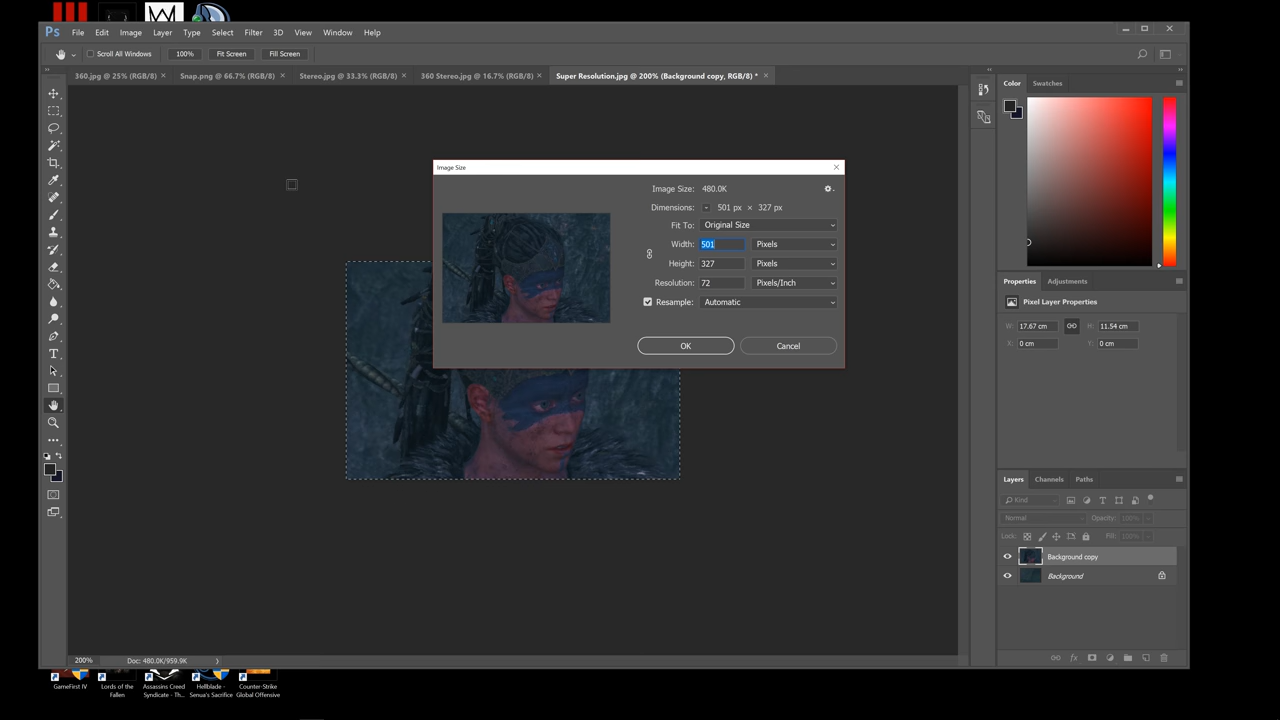 Ps File Edit Image Layer Type Select Filter 3D View Window Help
Scroll All Windows 100% Fit Screen Fill Screen
360.jpg @ 25% (RGB/8) × Snap.png @ 66.7% (RGB/8) × Stereo.jpg @ 33.3% (RGB/8) × 360 Stereo.jpg @ 16.7% (RGB/8) × Super Resolution.jpg @ 200% (Background copy, RGB/8) * ×
Color Swatches
Image Size
Image Size: 480.0K
Dimensions: 501 px × 327 px
Fit To: Original Size
Width: 501 Pixels
Height: 327 Pixels
Resolution: 72 Pixels/Inch
Resample: Automatic
OK Cancel
Properties Adjustments
Pixel Layer Properties
W: 17.67 cm H: 11.54 cm
X: 0 cm Y: 0 cm
Layers Channels Paths
Kind
Normal Opacity: 100%
Lock: Fill: 100%
Background copy
Background
200% Doc: 480.0K/959.9K
GameFirst IV
Lords of the
Fallen
Assassins Creed
Syndicate - Th...
Hellblade -
Senua's Sacrifice
Counter-Strike
Global Offensive